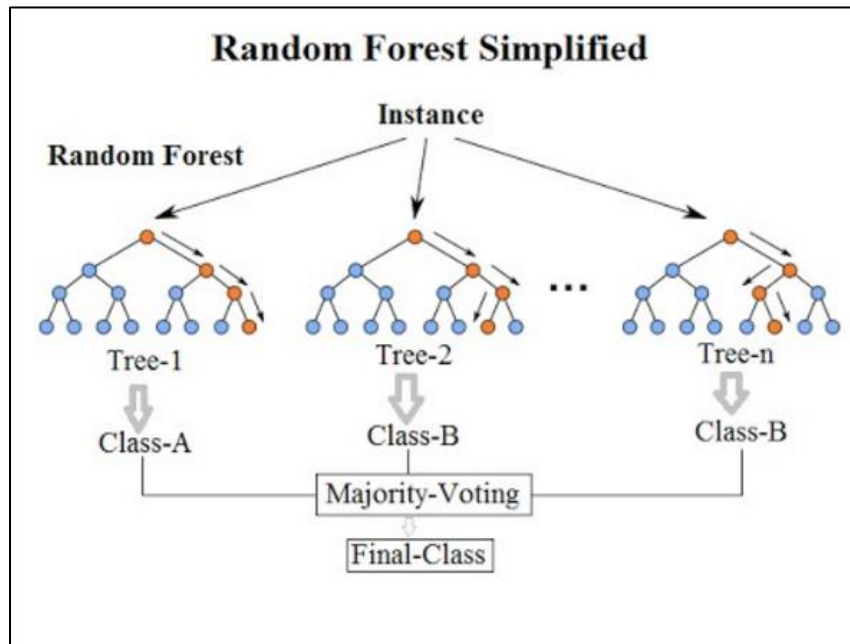 Random Forest Simplified
Instance
Random Forest
...
Tree-1
Tree-2
Tree-n
Class-A
Class-B
Class-B
Majority-Voting
Final-Class